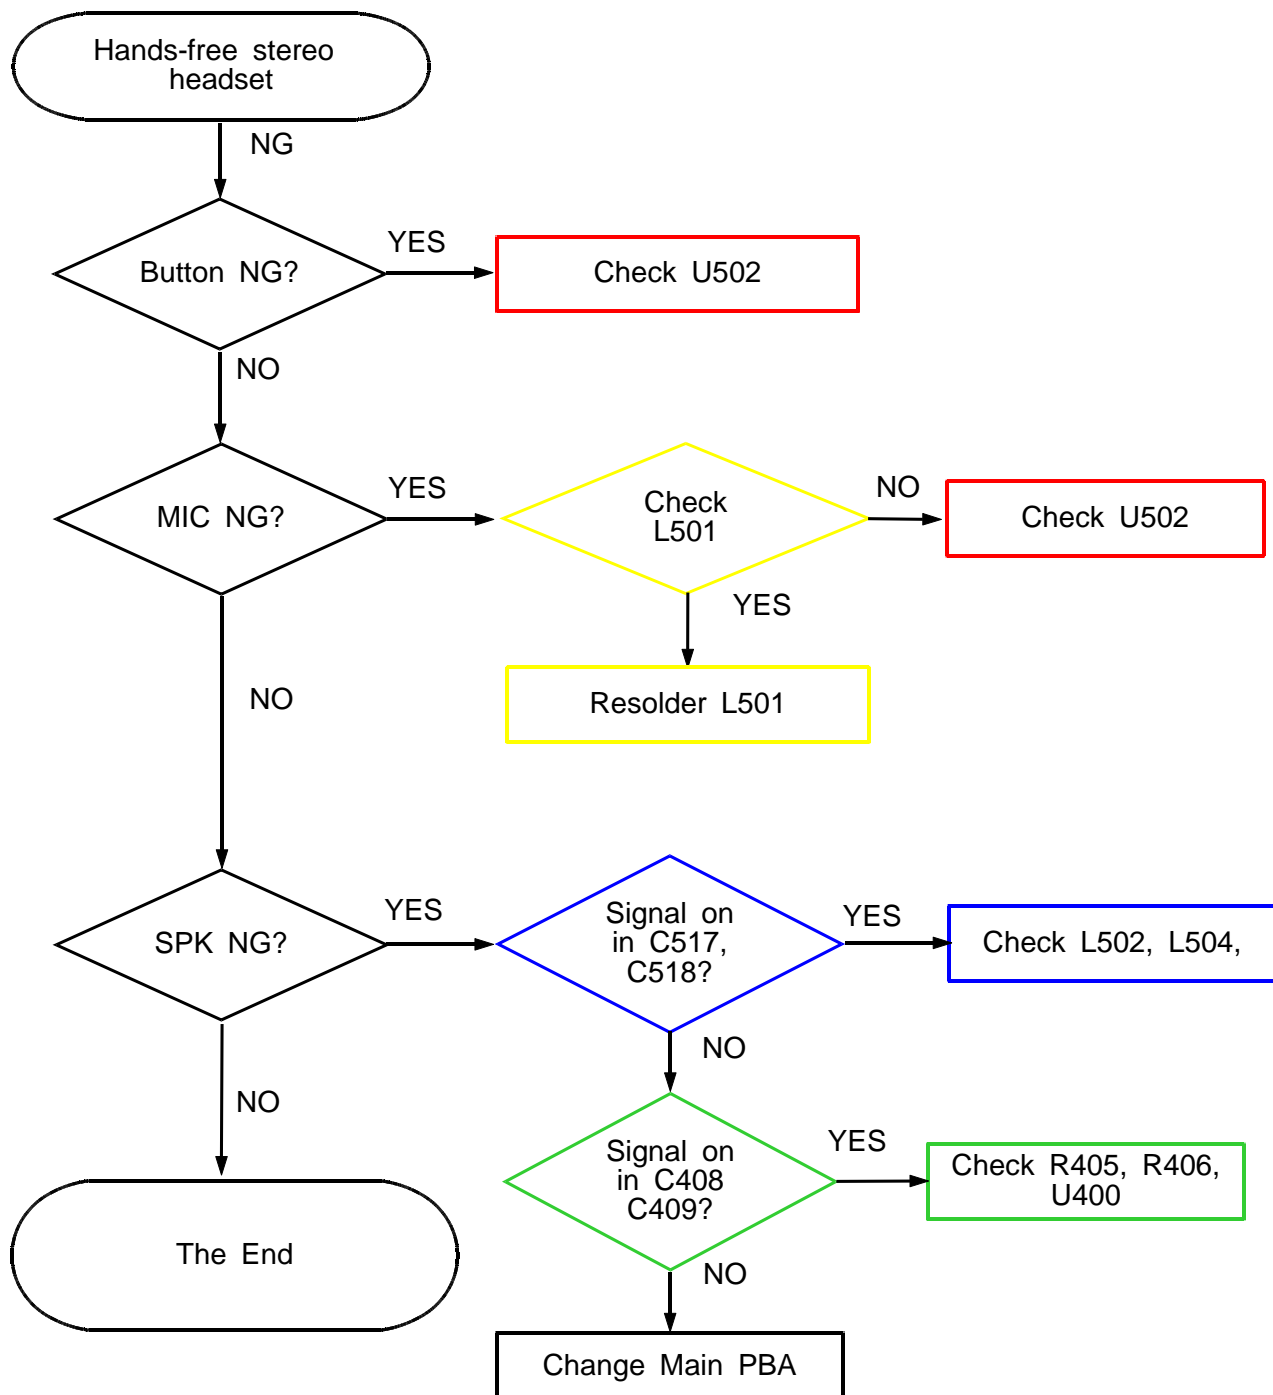 Hands-free stereo
headset
NG
Button NG?
YES
Check U502
NO
MIC NG?
YES
Check
L501
NO
Check U502
YES
Resolder L501
NO
SPK NG?
YES
Signal on
in C517,
C518?
YES
Check L502, L504,
NO
NO
Signal on
in C408
C409?
YES
Check R405, R406,
U400
The End
NO
Change Main PBA